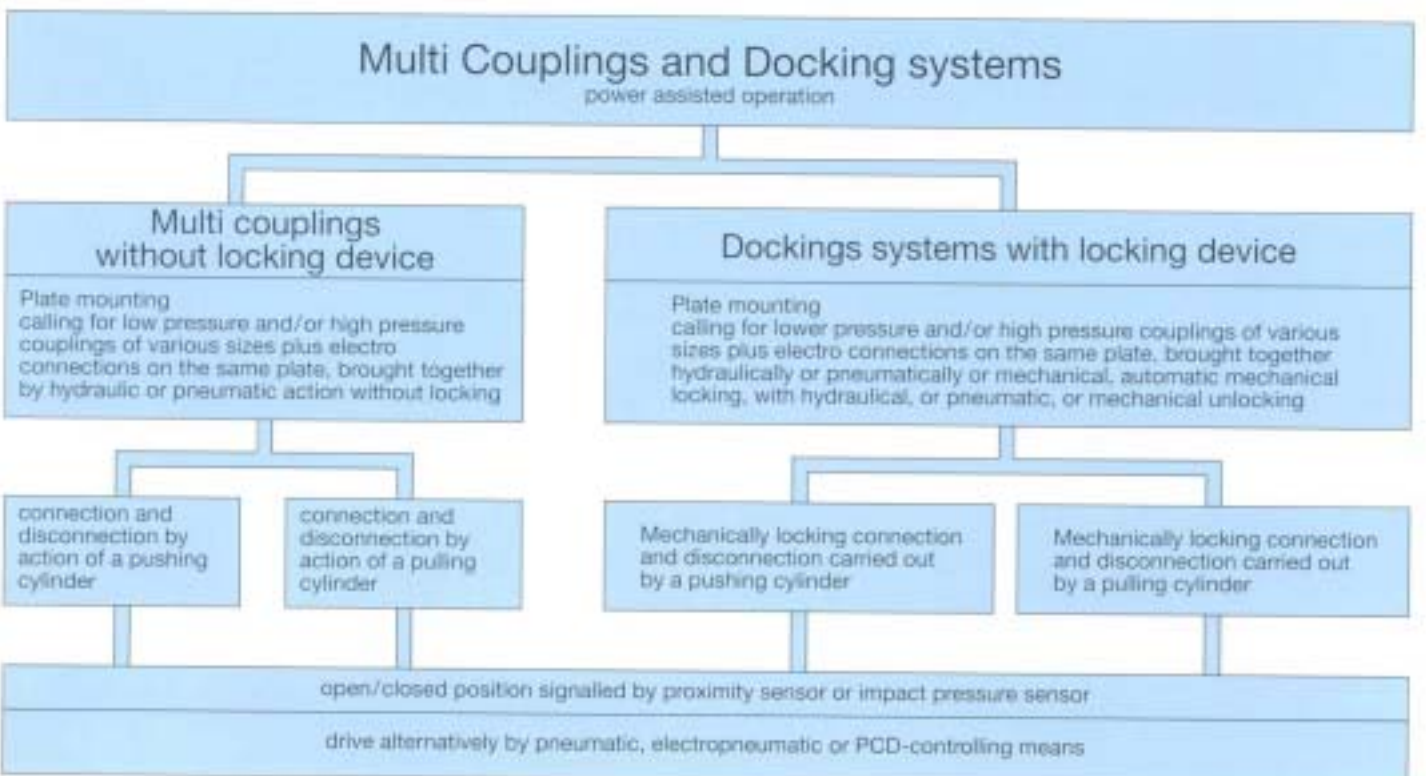 Multi Couplings and Docking systems
power assisted operation
Multi couplings
without locking device
Plate mounting
calling for low pressure and/or high pressure
couplings of various sizes plus electro
connections on the same plate, brought together
by hydraulic or pneumatic action without locking
Dockings systems with locking device
Plate mounting
calling for lower pressure and/or high pressure couplings of various
sizes plus electro connections on the same plate, brought together
hydraulically or pneumatically or mechanical, automatic mechanical
locking, with hydraulical, or pneumatic, or mechanical unlocking
connection and
disconnection by
action of a pushing
cylinder
connection and
disconnection by
action of a pulling
cylinder
Mechanically locking connection
and disconnection carried out
by a pushing cylinder
Mechanically locking connection
and disconnection carried out
by a pulling cylinder
open/closed position signalled by proximity sensor or impact pressure sensor
drive alternatively by pneumatic, electropneumatic or PCD-controlling means